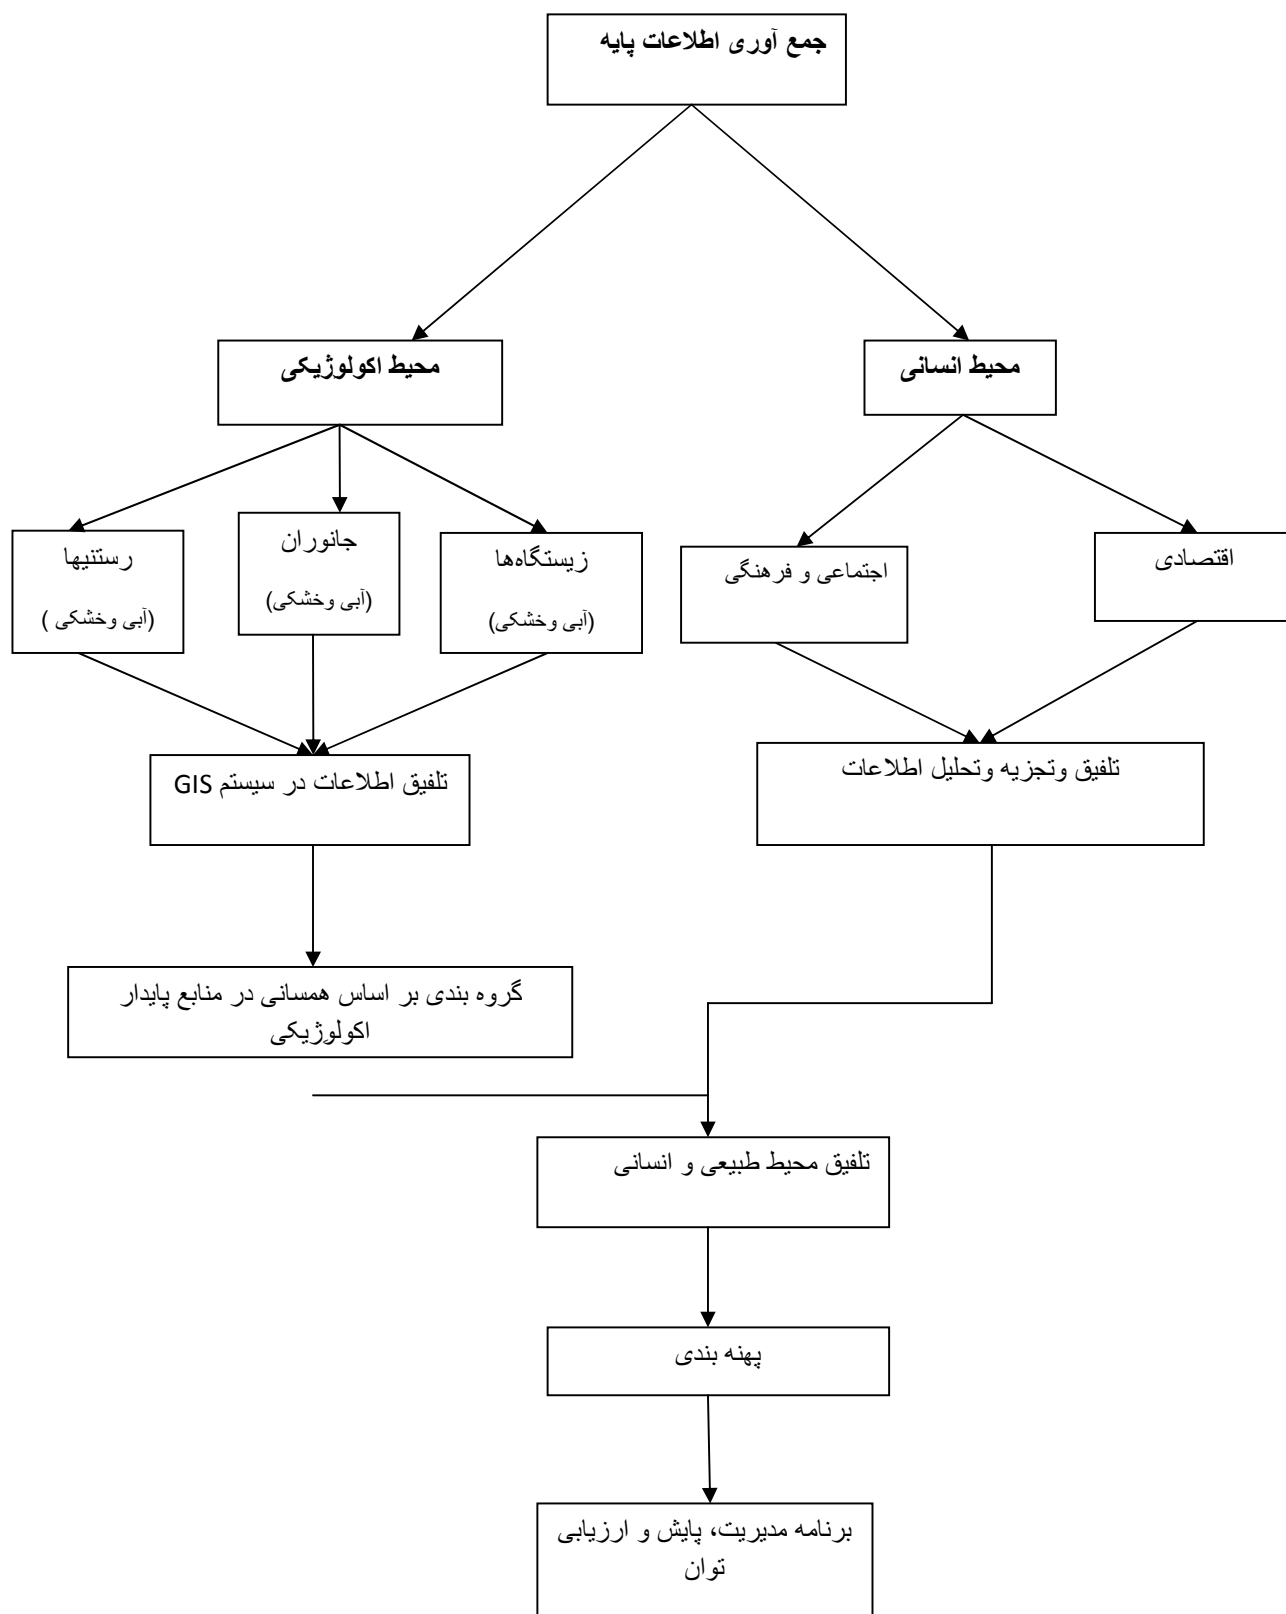 جمع آوری اطلاعات پایه
محیط اکولوژیکی
محیط انسانی
رستنیها
(آبی وخشکی )
جانوران
(آبی وخشکی)
زیستگاه‌ها
(آبی وخشکی)
اجتماعی و فرهنگی
اقتصادی
تلفیق اطلاعات در سیستم GIS
تلفیق وتجزیه وتحلیل اطلاعات
گروه بندی بر اساس همسانی در منابع پایدار
اکولوژیکی
تلفیق محیط طبیعی و انسانی
پهنه بندی
برنامه مدیریت، پایش و ارزیابی
توان